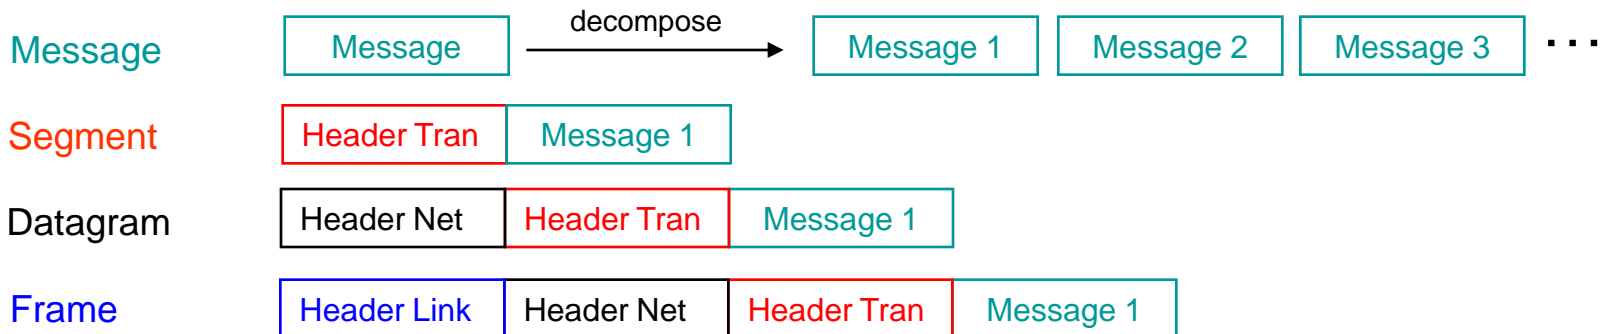 decompose
Message Message Message 1 Message 2 Message 3 ...
Segment Header Tran Message 1
Datagram Header Net Header Tran Message 1
Frame Header Link Header Net Header Tran Message 1